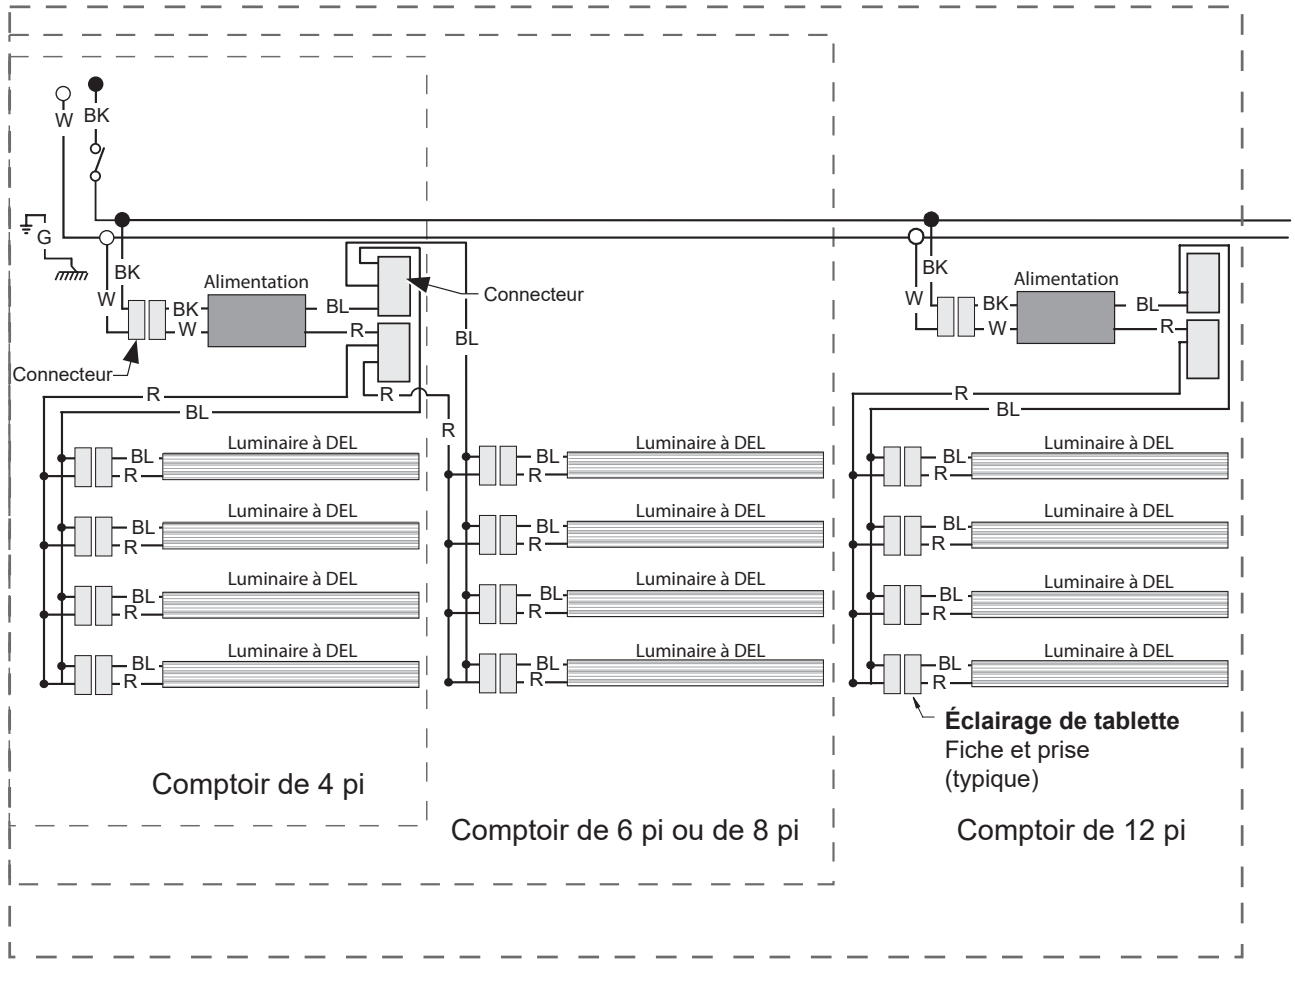 W
BK
G
BK
W
Alimentation
BK
W
BL
R
Connecteur
Connecteur
BL
R
BL
R
R
BK
W
Alimentation
BK
W
BL
R
R
BL
Luminaire à DEL
BL
R
Luminaire à DEL
BL
R
Luminaire à DEL
BL
R
Luminaire à DEL
BL
R
Luminaire à DEL
BL
R
Luminaire à DEL
BL
R
Luminaire à DEL
BL
R
Luminaire à DEL
BL
R
Luminaire à DEL
BL
R
Luminaire à DEL
BL
R
Luminaire à DEL
BL
R
Luminaire à DEL
BL
R
Éclairage de tablette
Fiche et prise
(typique)
Comptoir de 4 pi
Comptoir de 6 pi ou de 8 pi
Comptoir de 12 pi